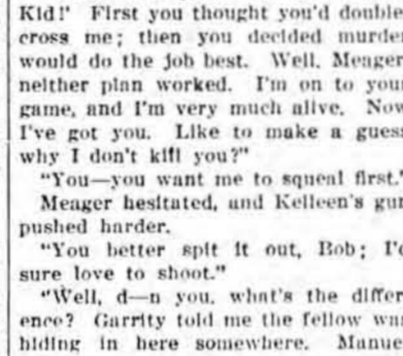 Kid!' First you thought you'd double
cross me; then you decided murder
would do the job best. Well, Meager
neither plan worked. I'm on to your
game, and I'm very much alive. Now
I've got you. Like to make a guess
why I don't kill you?"
"You—you want me to squeal first."
Meager hesitated, and Kelleen's gun
pushed harder.
"You better spit it out, Bob; I'd
sure love to shoot."
"Well, d—n you, what's the differ
ence? Garrity told me the fellow was
hiding in here somewhere. Manue